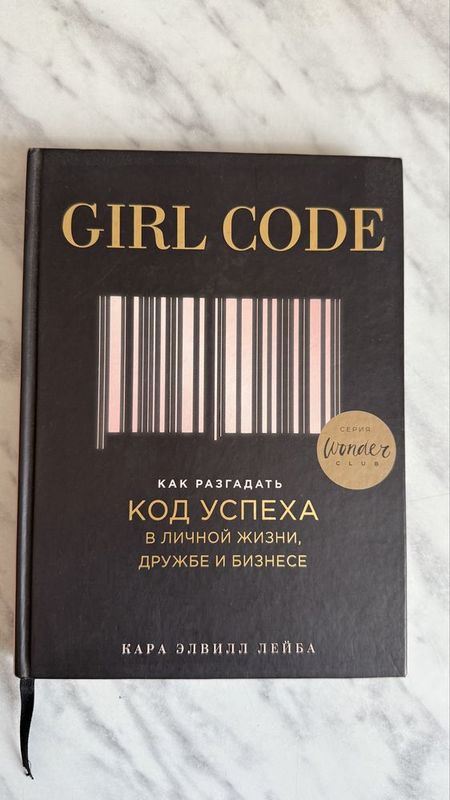 GIRL CODE
СЕРИЯ
Wonder
CLUB
КАК РАЗГАДАТЬ
КОД УСПЕХА
В ЛИЧНОЙ ЖИЗНИ,
ДРУЖБЕ И БИЗНЕСЕ
КАРА ЭЛВИЛЛ ЛЕЙБА